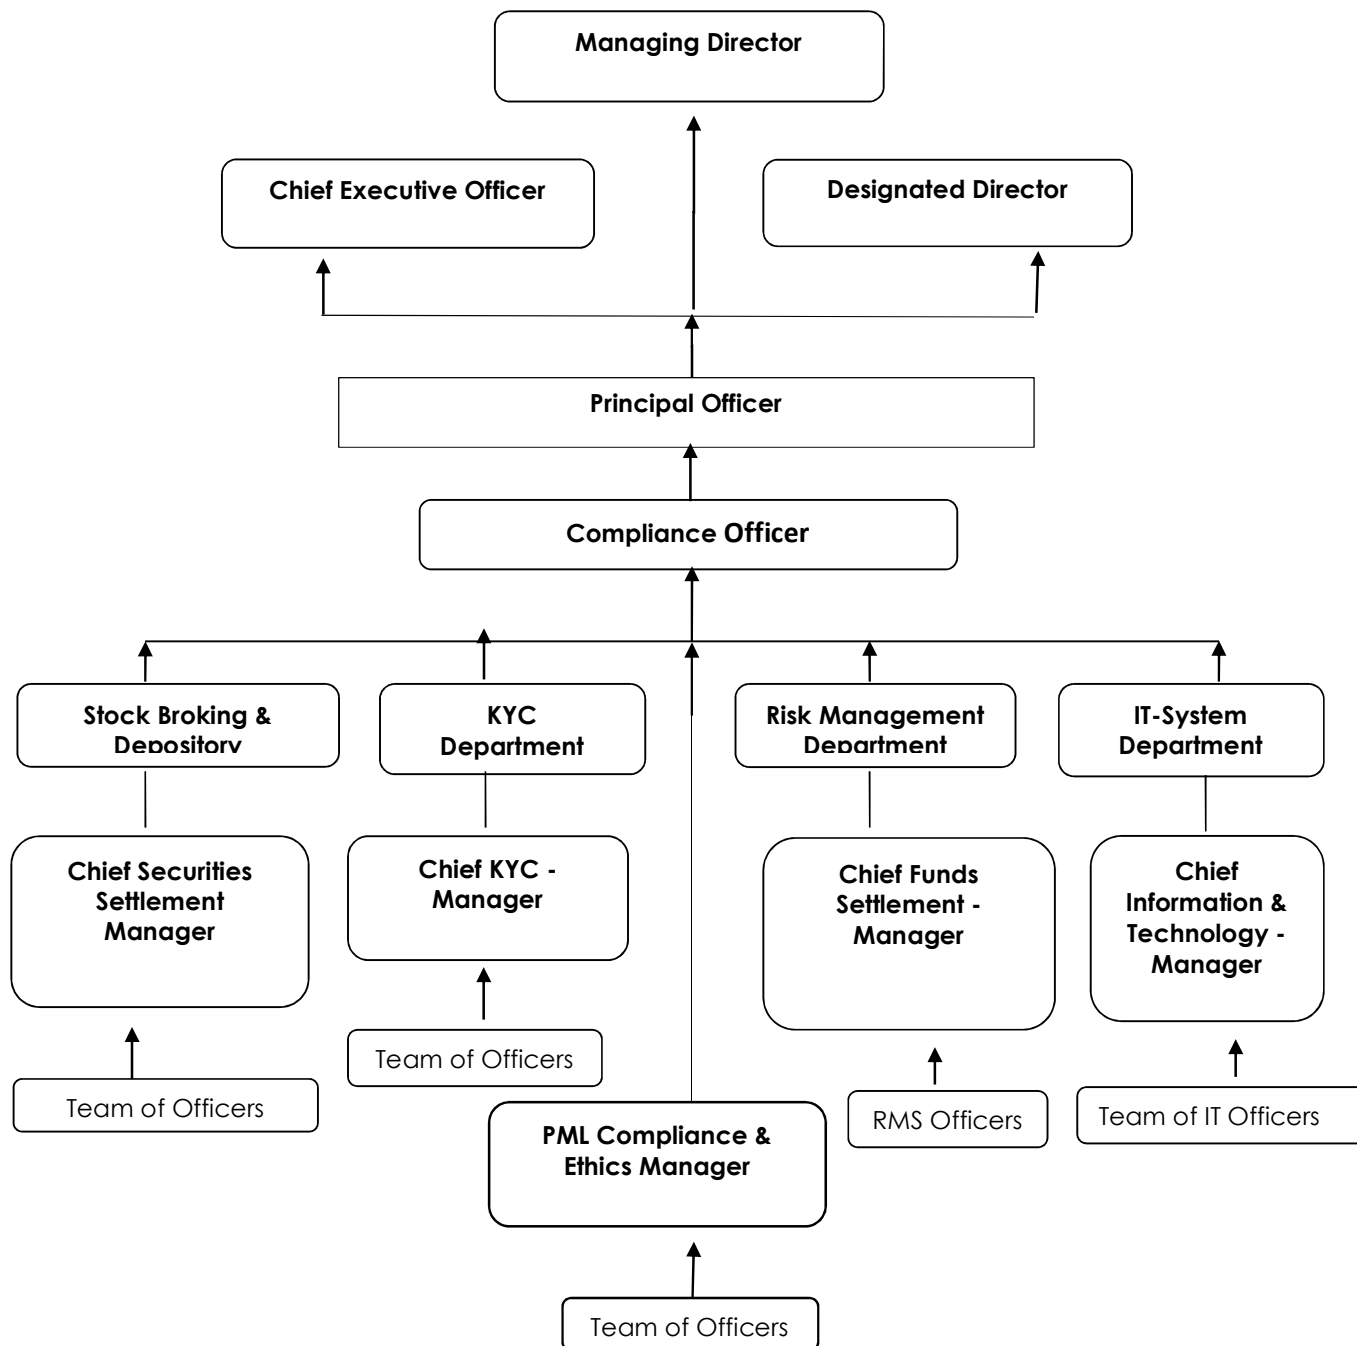 Managing Director
Chief Executive Officer
Designated Director
Principal Officer
Compliance Officer
Stock Broking &
Depository
KYC
Department
Risk Management
Department
IT-System
Department
Chief Securities
Settlement
Manager
Chief KYC -
Manager
Chief Funds
Settlement -
Manager
Chief
Information &
Technology -
Manager
Team of Officers
Team of Officers
RMS Officers
Team of IT Officers
PML Compliance &
Ethics Manager
Team of Officers